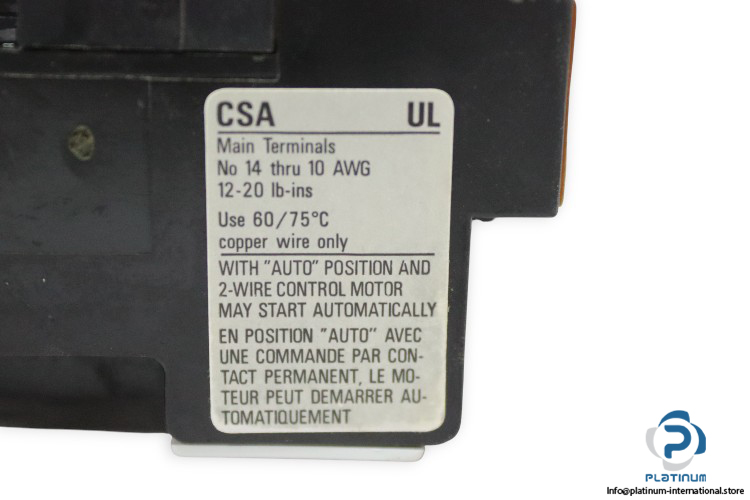 CSA UL
Main Terminals
No 14 thru 10 AWG
12-20 lb-ins
Use 60/75°C
copper wire only
WITH "AUTO" POSITION AND
2-WIRE CONTROL MOTOR
MAY START AUTOMATICALLY
EN POSITION "AUTO" AVEC
UNE COMMANDE PAR CON-
TACT PERMANENT, LE MO-
TEUR PEUT DEMARRER AU-
TOMATIQUEMENT
PLATINUM
Info@platinum-international.store